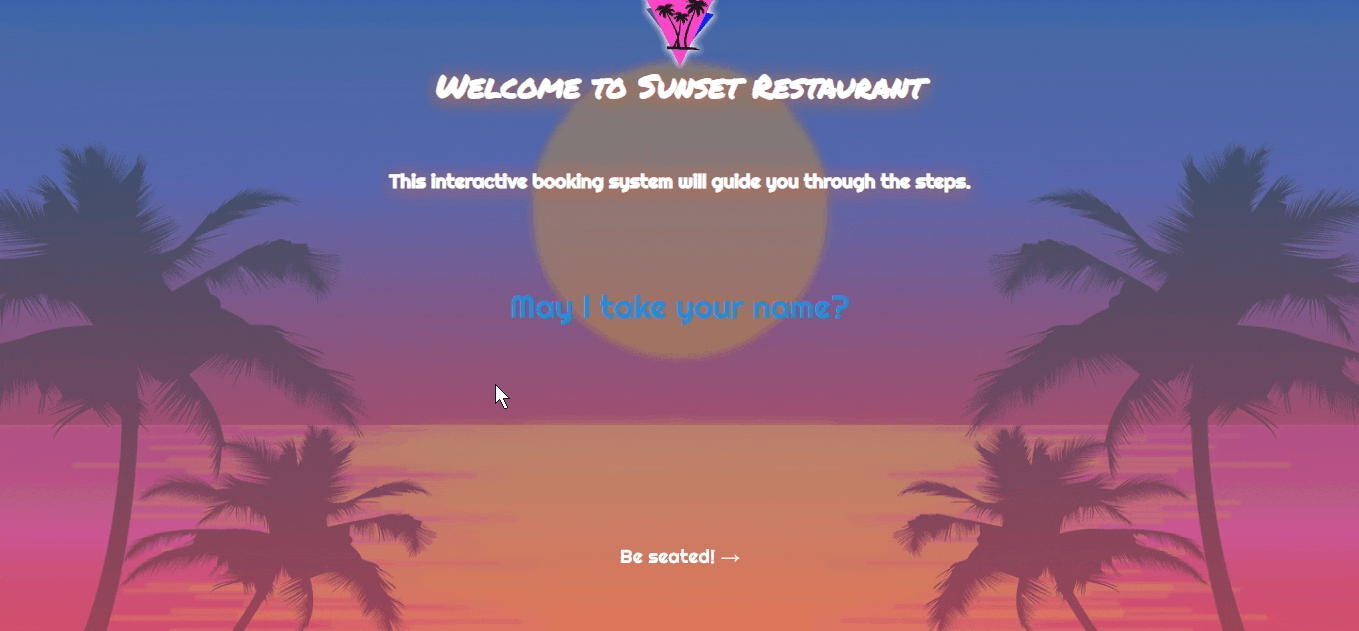 Welcome to Sunset Restaurant
This interactive booking system will guide you through the steps.
May I take your name?
Be seated! →